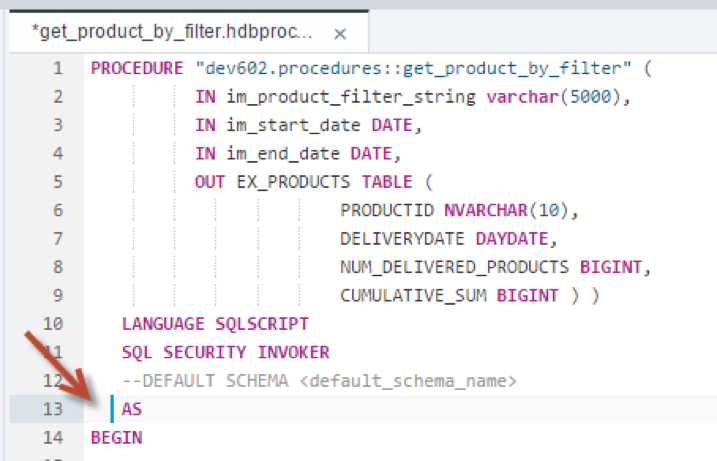 *get_product_by_filter.hdbproc... ×
1 PROCEDURE "dev602.procedures::get_product_by_filter" (
2 IN im_product_filter_string varchar(5000),
3 IN im_start_date DATE,
4 IN im_end_date DATE,
5 OUT EX_PRODUCTS TABLE (
6 PRODUCTID NVARCHAR(10),
7 DELIVERYDATE DAYDATE,
8 NUM_DELIVERED_PRODUCTS BIGINT,
9 CUMULATIVE_SUM BIGINT ) )
10 LANGUAGE SQLSCRIPT
11 SQL SECURITY INVOKER
12 --DEFAULT SCHEMA <default_schema_name>
13 AS
14 BEGIN